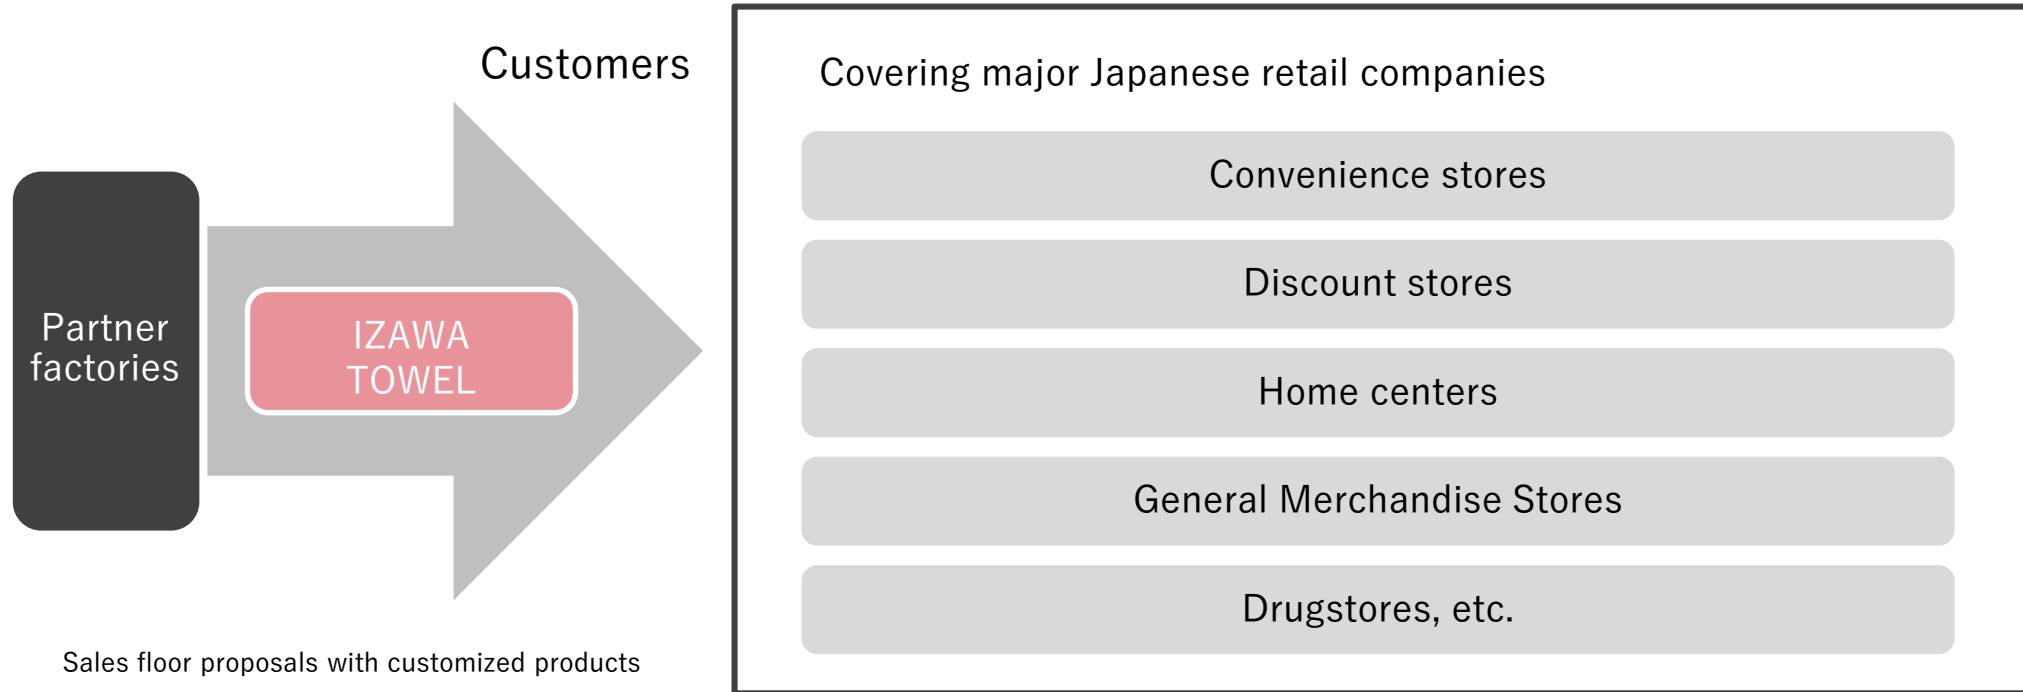 Customers
Partner
factories
IZAWA
TOWEL
Sales floor proposals with customized products
Covering major Japanese retail companies
Convenience stores
Discount stores
Home centers
General Merchandise Stores
Drugstores, etc.